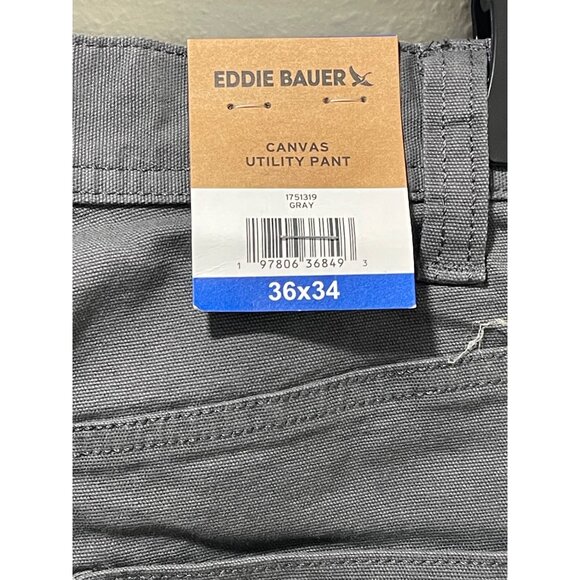 EDDIE BAUER
CANVAS
UTILITY PANT
1751319
GRAY
1 97806 36849 3
36x34